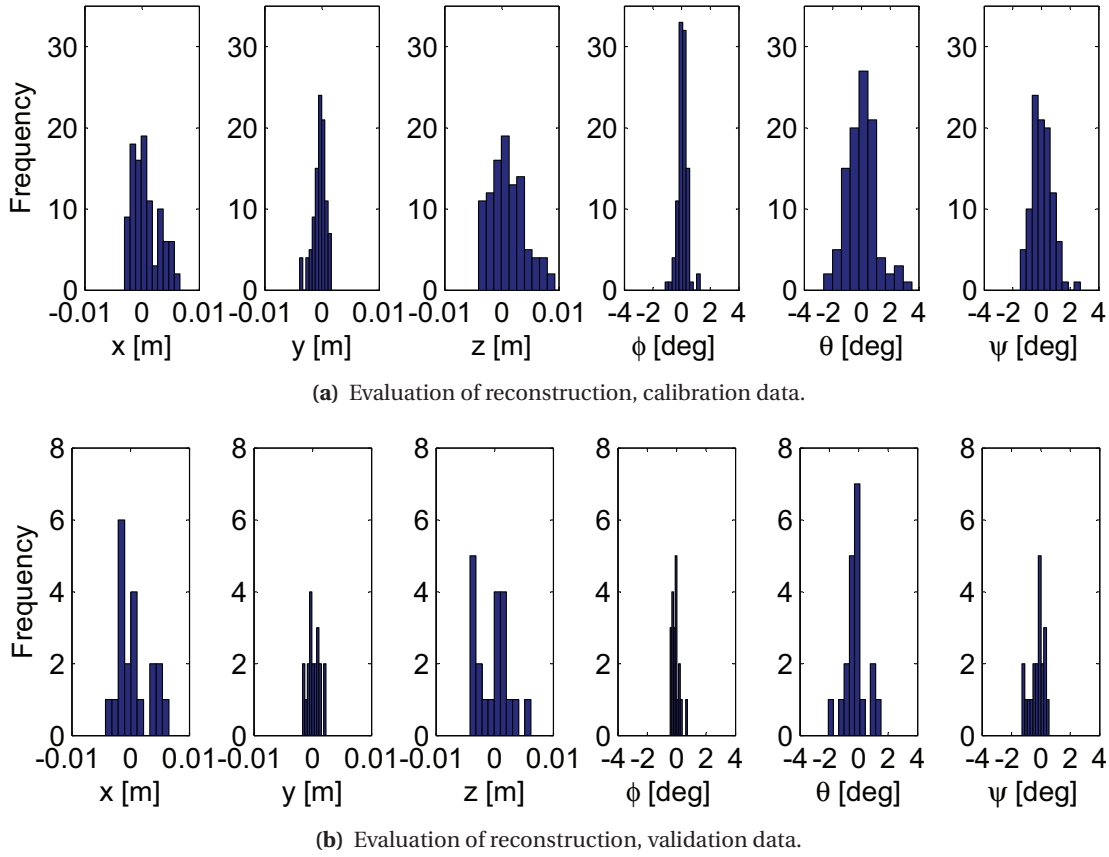 30 30 30 30 30 30
20 20 20 20 20 20
10 10 10 10 10 10
0 0 0 0 0 0
Frequency
-0.01 0 0.01 -0.01 0 0.01 -0.01 0 0.01 -4 -2 0 2 4 -4 -2 0 2 4 -4 -2 0 2 4
x [m] y [m] z [m] ϕ [deg] θ [deg] ψ [deg]
(a) Evaluation of reconstruction, calibration data.
8 8 8 8 8 8
6 6 6 6 6 6
4 4 4 4 4 4
2 2 2 2 2 2
0 0 0 0 0 0
Frequency
-0.01 0 0.01 -0.01 0 0.01 -0.01 0 0.01 -4 -2 0 2 4 -4 -2 0 2 4 -4 -2 0 2 4
x [m] y [m] z [m] ϕ [deg] θ [deg] ψ [deg]
(b) Evaluation of reconstruction, validation data.